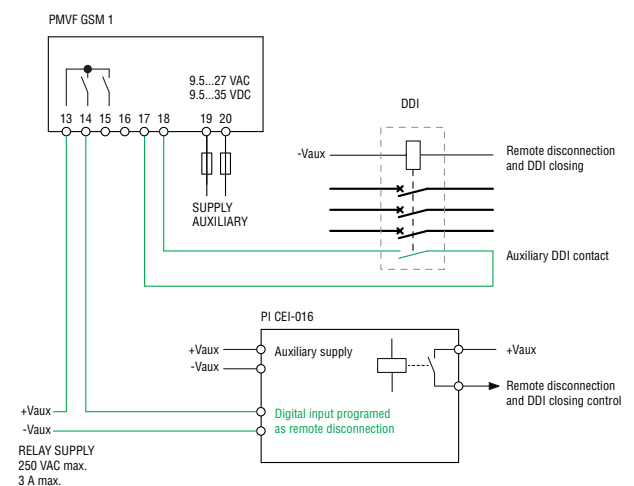 PMVF GSM 1
9.5...27 VAC
9.5...35 VDC
13 14 15 16 17 18 19 20
SUPPLY
AUXILIARY
DDI
-Vaux
Remote disconnection
and DDI closing
Auxiliary DDI contact
PI CEI-016
+Vaux
-Vaux
Auxiliary supply
+Vaux
Remote disconnection
and DDI closing control
Digital input programed
as remote disconnection
+Vaux
-Vaux
RELAY SUPPLY
250 VAC max.
3 A max.